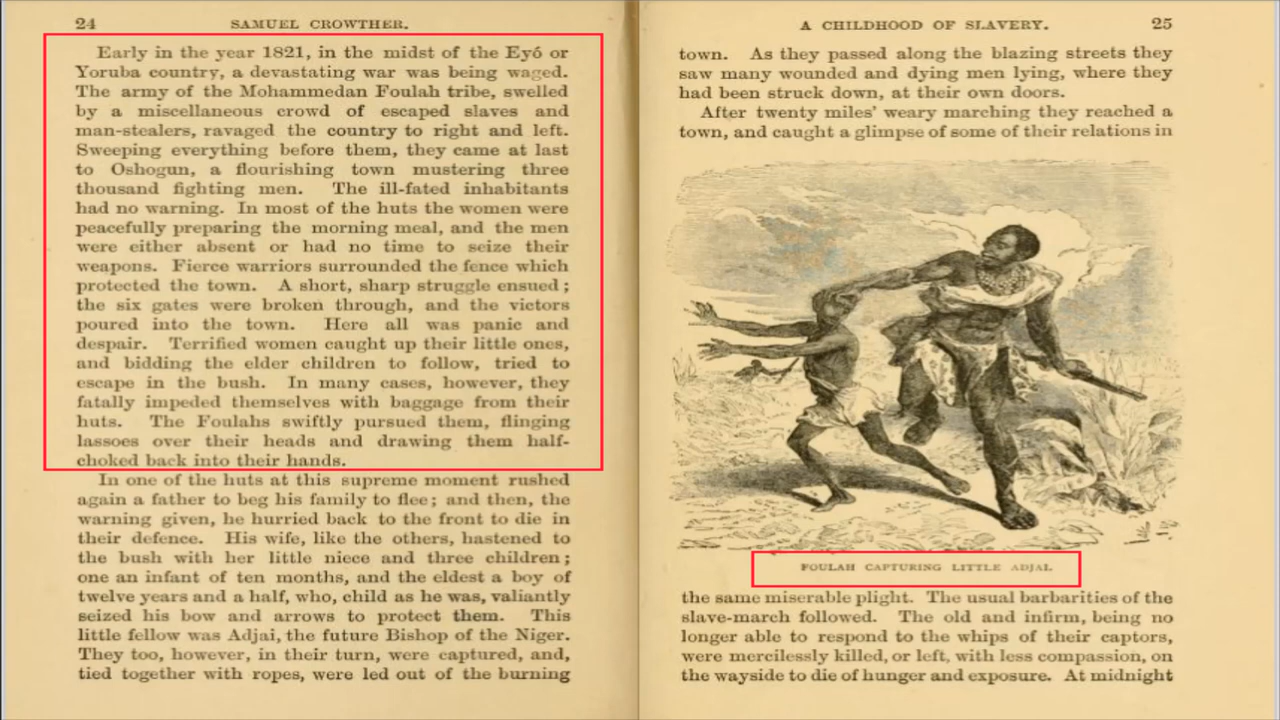 24
SAMUEL CROWTHER.
Early in the year 1821, in the midst of the Eyó or
Yoruba country, a devastating war was being waged.
The army of the Mohammedan Foulah tribe, swelled
by a miscellaneous crowd of escaped slaves and
man-stealers, ravaged the country to right and left.
Sweeping everything before them, they came at last
to Oshogun, a flourishing town mustering three
thousand fighting men. The ill-fated inhabitants
had no warning. In most of the huts the women were
peacefully preparing the morning meal, and the men
were either absent or had no time to seize their
weapons. Fierce warriors surrounded the fence which
protected the town. A short, sharp struggle ensued;
the six gates were broken through, and the victors
poured into the town. Here all was panic and
despair. Terrified women caught up their little ones,
and bidding the elder children to follow, tried to
escape in the bush. In many cases, however, they
fatally impeded themselves with baggage from their
huts. The Foulahs swiftly pursued them, flinging
lassoes over their heads and drawing them half-
choked back into their hands.
In one of the huts at this supreme moment rushed
again a father to beg his family to flee; and then, the
warning given, he hurried back to the front to die in
their defence. His wife, like the others, hastened to
the bush with her little niece and three children;
one an infant of ten months, and the eldest a boy of
twelve years and a half, who, child as he was, valiantly
seized his bow and arrows to protect them. This
little fellow was Adjai, the future Bishop of the Niger.
They too, however, in their turn, were captured, and,
tied together with ropes, were led out of the burning
A CHILDHOOD OF SLAVERY.
25
town. As they passed along the blazing streets they
saw many wounded and dying men lying, where they
had been struck down, at their own doors.
After twenty miles' weary marching they reached a
town, and caught a glimpse of some of their relations in
FOULAH CAPTURING LITTLE ADJAI.
the same miserable plight. The usual barbarities of the
slave-march followed. The old and infirm, being no
longer able to respond to the whips of their captors,
were mercilessly killed, or left, with less compassion, on
the wayside to die of hunger and exposure. At midnight